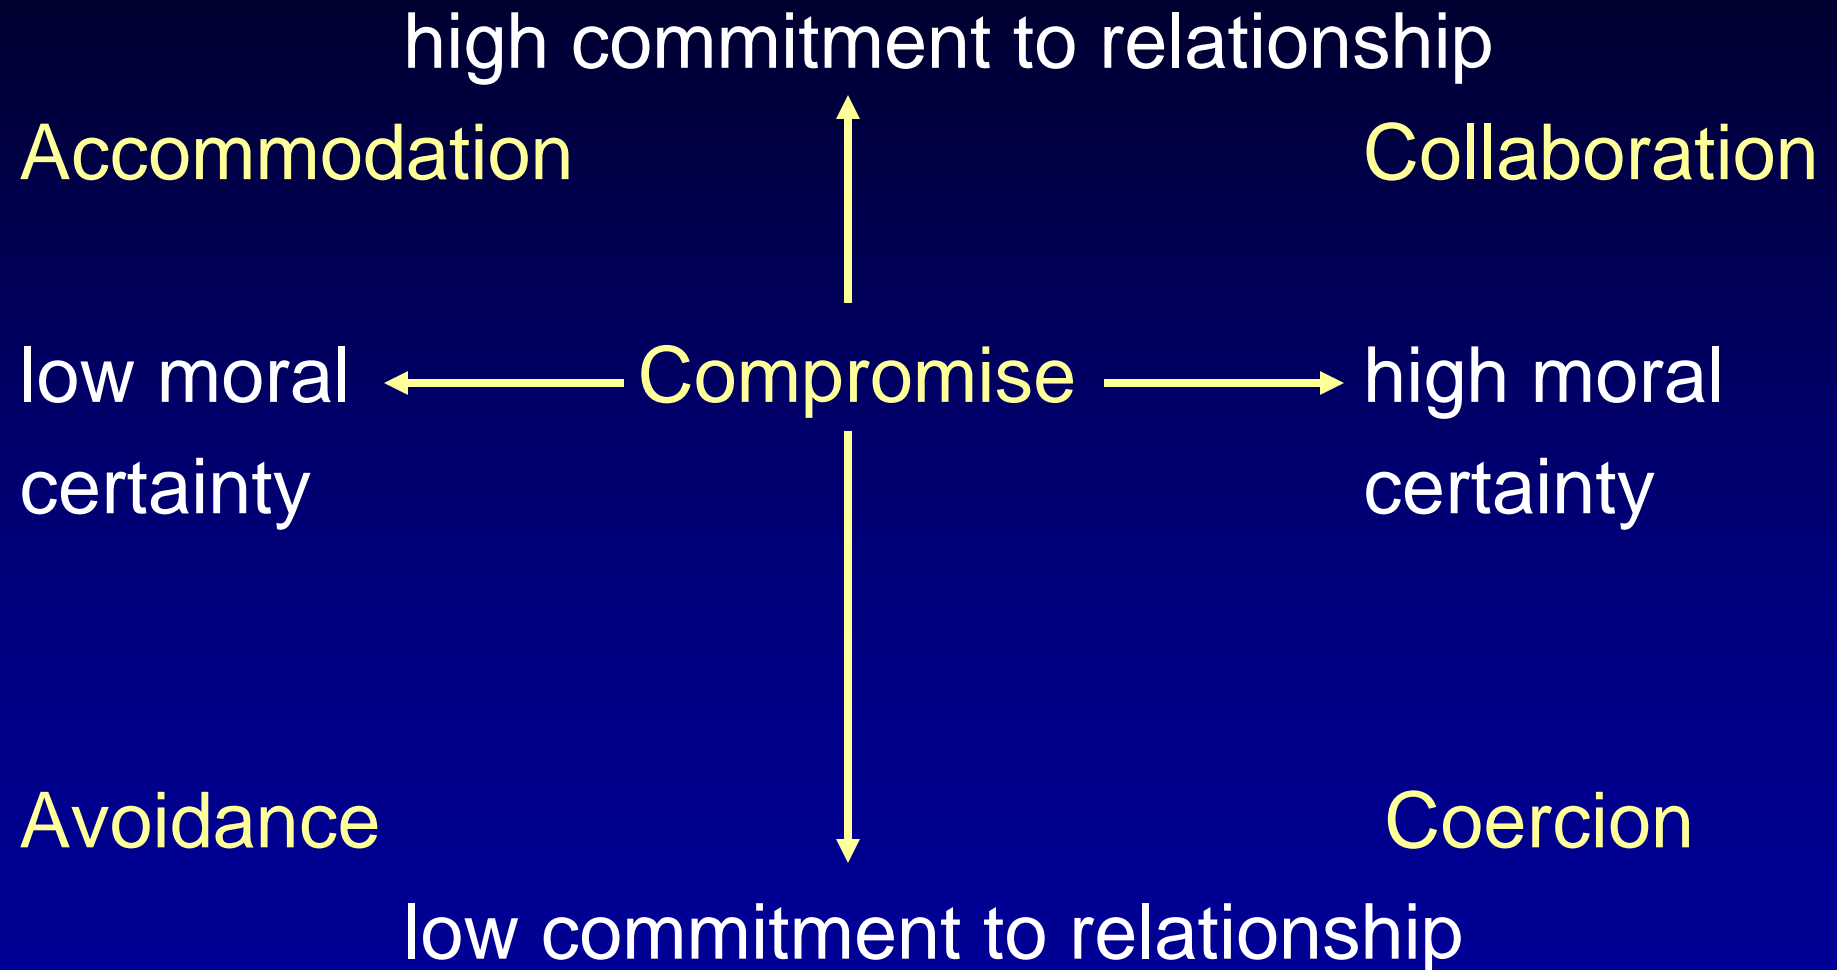 high commitment to relationship
Accommodation Collaboration
low moral Compromise high moral
certainty certainty
Avoidance Coercion
low commitment to relationship